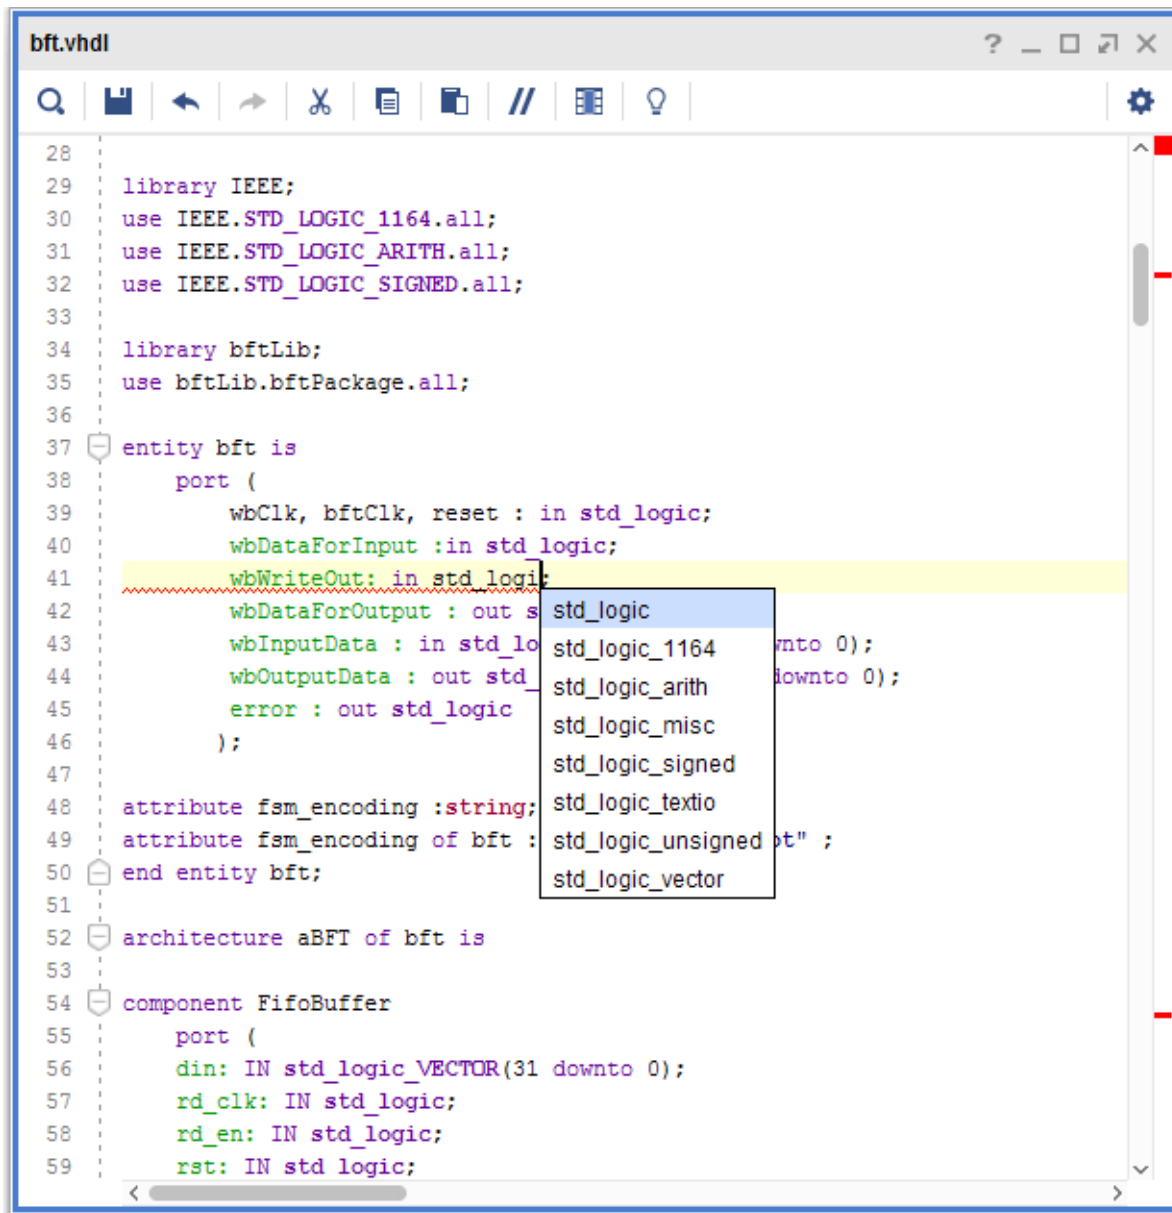 bft.vhdl
28
29 library IEEE;
30 use IEEE.STD_LOGIC_1164.all;
31 use IEEE.STD_LOGIC_ARITH.all;
32 use IEEE.STD_LOGIC_SIGNED.all;
33
34 library bftLib;
35 use bftLib.bftPackage.all;
36
37 entity bft is
38 port (
39 wbClk, bftClk, reset : in std_logic;
40 wbDataForInput :in std_logic;
41 wbWriteOut: in std_logi;
42 wbDataForOutput : out s
43 wbInputData : in std_lo wnto 0);
44 wbOutputData : out std_ downto 0);
45 error : out std_logic
46 );
47
48 attribute fsm_encoding :string;
49 attribute fsm_encoding of bft : ot" ;
50 end entity bft;
51
52 architecture aBFT of bft is
53
54 component FifoBuffer
55 port (
56 din: IN std_logic_VECTOR(31 downto 0);
57 rd_clk: IN std_logic;
58 rd_en: IN std_logic;
59 rst: IN std_logic;
std_logic
std_logic_1164
std_logic_arith
std_logic_misc
std_logic_signed
std_logic_textio
std_logic_unsigned
std_logic_vector